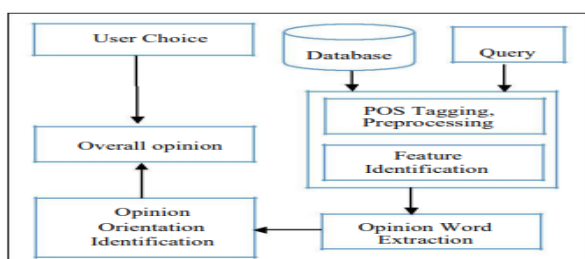 User Choice
Database
Query
POS Tagging,
Preprocessing
Overall opinion
Feature
Identification
Opinion
Orientation
Identification
Opinion Word
Extraction